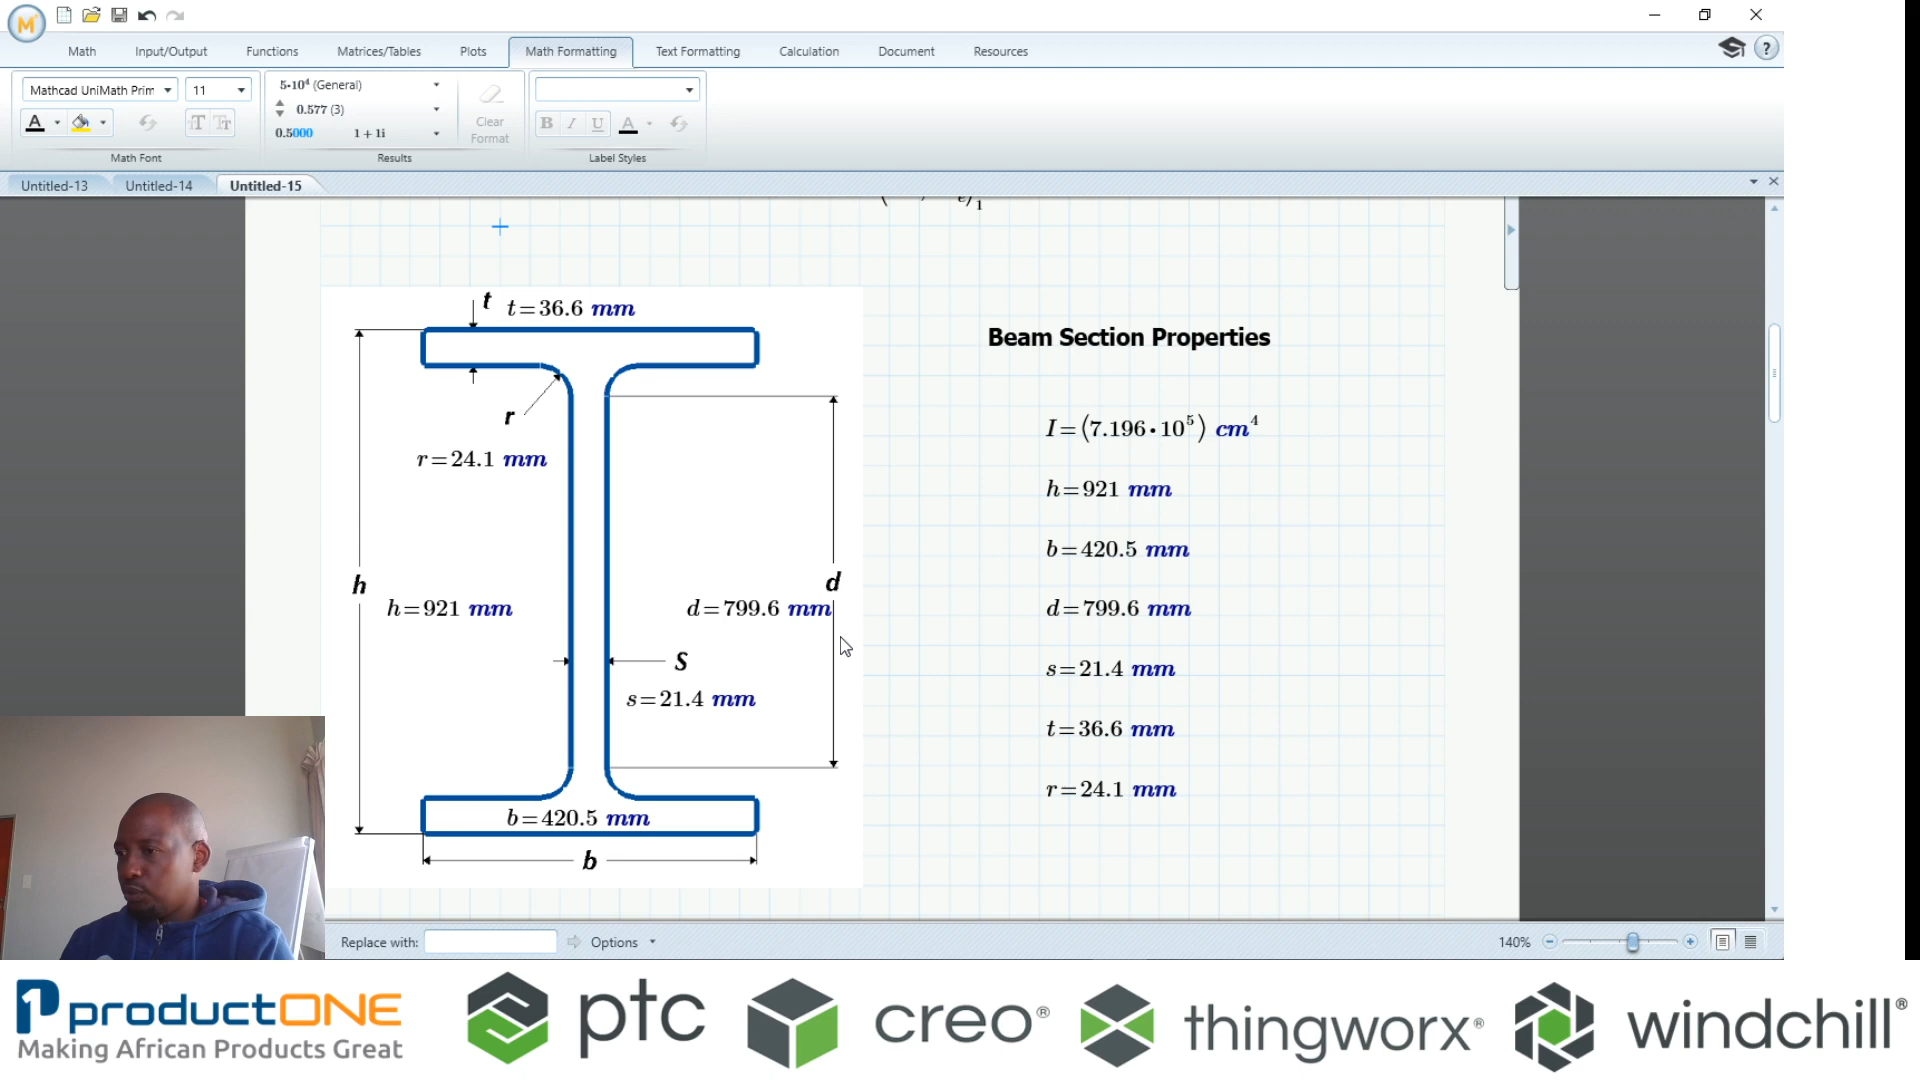 Math Input/Output Functions Matrices/Tables Plots Math Formatting Text Formatting Calculation Document Resources
Mathcad UniMath Prim 11
5•10⁴ (General)
0.577 (3)
0.5000 1 + 1i
Clear
Format
B I U A
Math Font Results Label Styles
Untitled-13 Untitled-14 Untitled-15
t t=36.6 mm
Beam Section Properties
r
r=24.1 mm
I=(7.196•10⁵) cm⁴
h=921 mm
b=420.5 mm
h
d
h=921 mm
d=799.6 mm
d=799.6 mm
S
s=21.4 mm
s=21.4 mm
t=36.6 mm
r=24.1 mm
b=420.5 mm
b
Replace with: Options 140%
productONE
Making African Products Great
ptc
creo®
thingworx®
windchill®